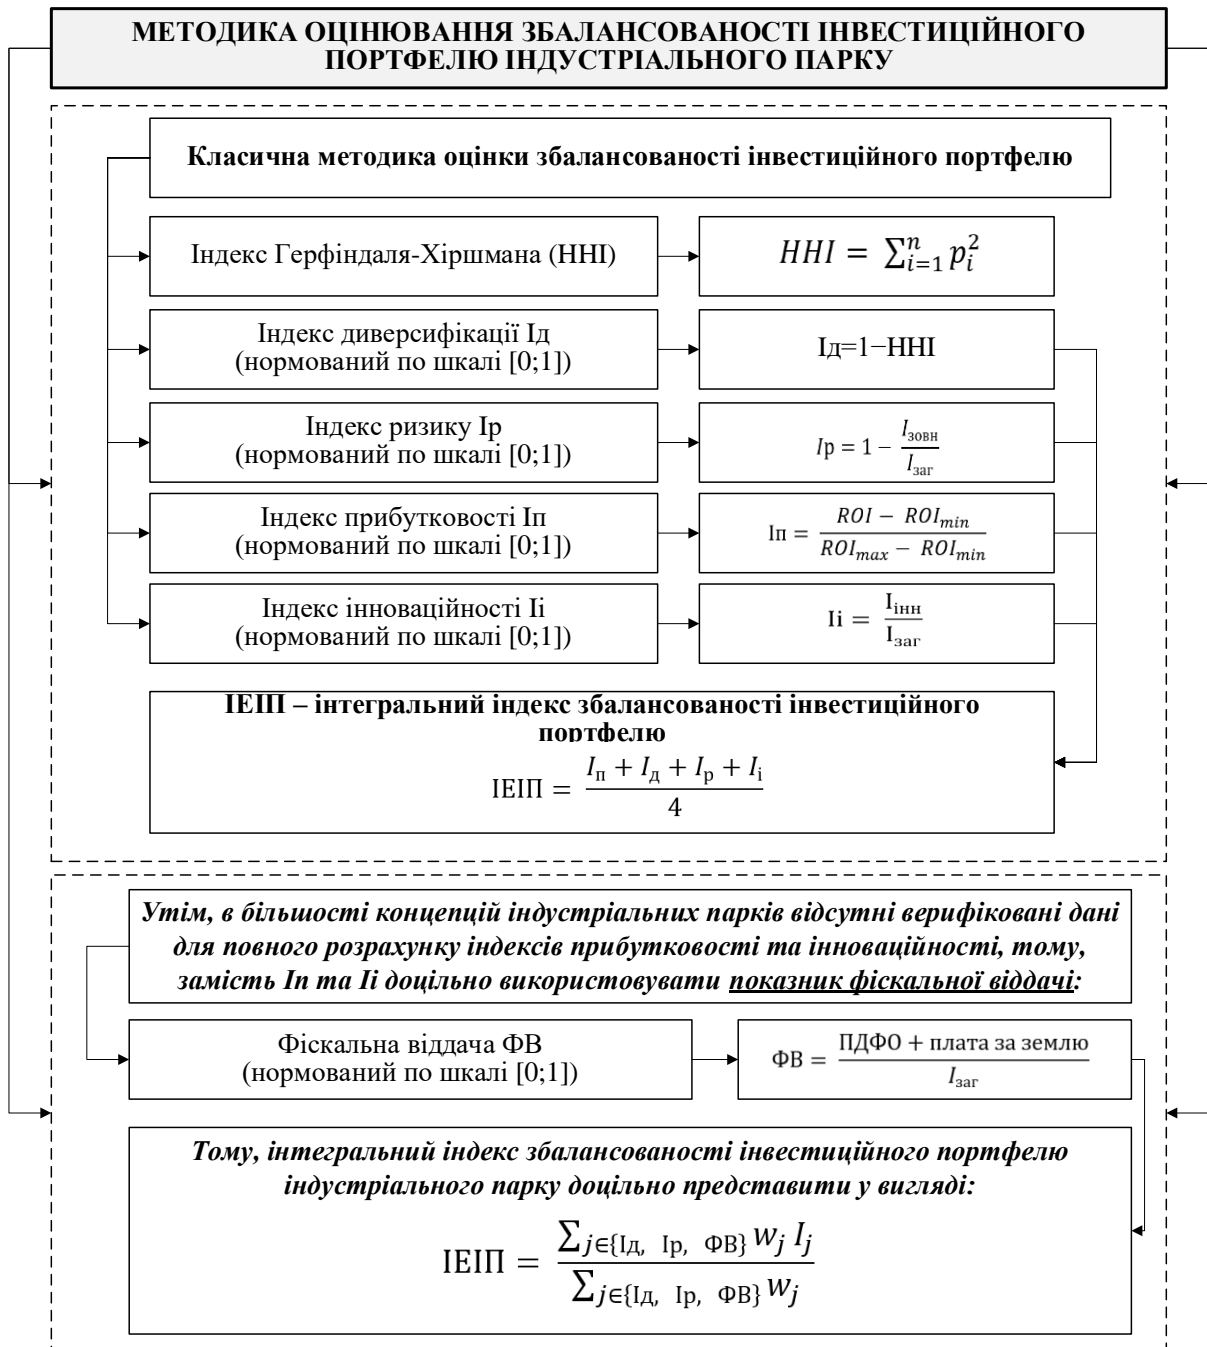 МЕТОДИКА ОЦІНЮВАННЯ ЗБАЛАНСОВАНОСТІ ІНВЕСТИЦІЙНОГО
ПОРТФЕЛЮ ІНДУСТРІАЛЬНОГО ПАРКУ
Класична методика оцінки збалансованості інвестиційного портфелю
Індекс Герфіндаля-Хіршмана (ННІ)
HHI = ∑_{i=1}^{n} p_i^2
Індекс диверсифікації Ід
(нормований по шкалі [0;1])
Ід=1−ННІ
Індекс ризику Ір
(нормований по шкалі [0;1])
Iр = 1 − I_зовн / I_заг
Індекс прибутковості Іп
(нормований по шкалі [0;1])
Іп = (ROI − ROI_min) / (ROI_max − ROI_min)
Індекс інноваційності Іі
(нормований по шкалі [0;1])
Іі = І_інн / І_заг
ІЕІП – інтегральний індекс збалансованості інвестиційного
портфелю
ІЕІП = (I_п + I_д + I_р + I_і) / 4
Утім, в більшості концепцій індустріальних парків відсутні верифіковані дані
для повного розрахунку індексів прибутковості та інноваційності, тому,
замість Іп та Іі доцільно використовувати показник фіскальної віддачі:
Фіскальна віддача ФВ
(нормований по шкалі [0;1])
ФВ = (ПДФО + плата за землю) / I_заг
Тому, інтегральний індекс збалансованості інвестиційного портфелю
індустріального парку доцільно представити у вигляді:
ІЕІП = ∑_{j∈{Ід, Ір, ФВ}} w_j I_j / ∑_{j∈{Ід, Ір, ФВ}} w_j